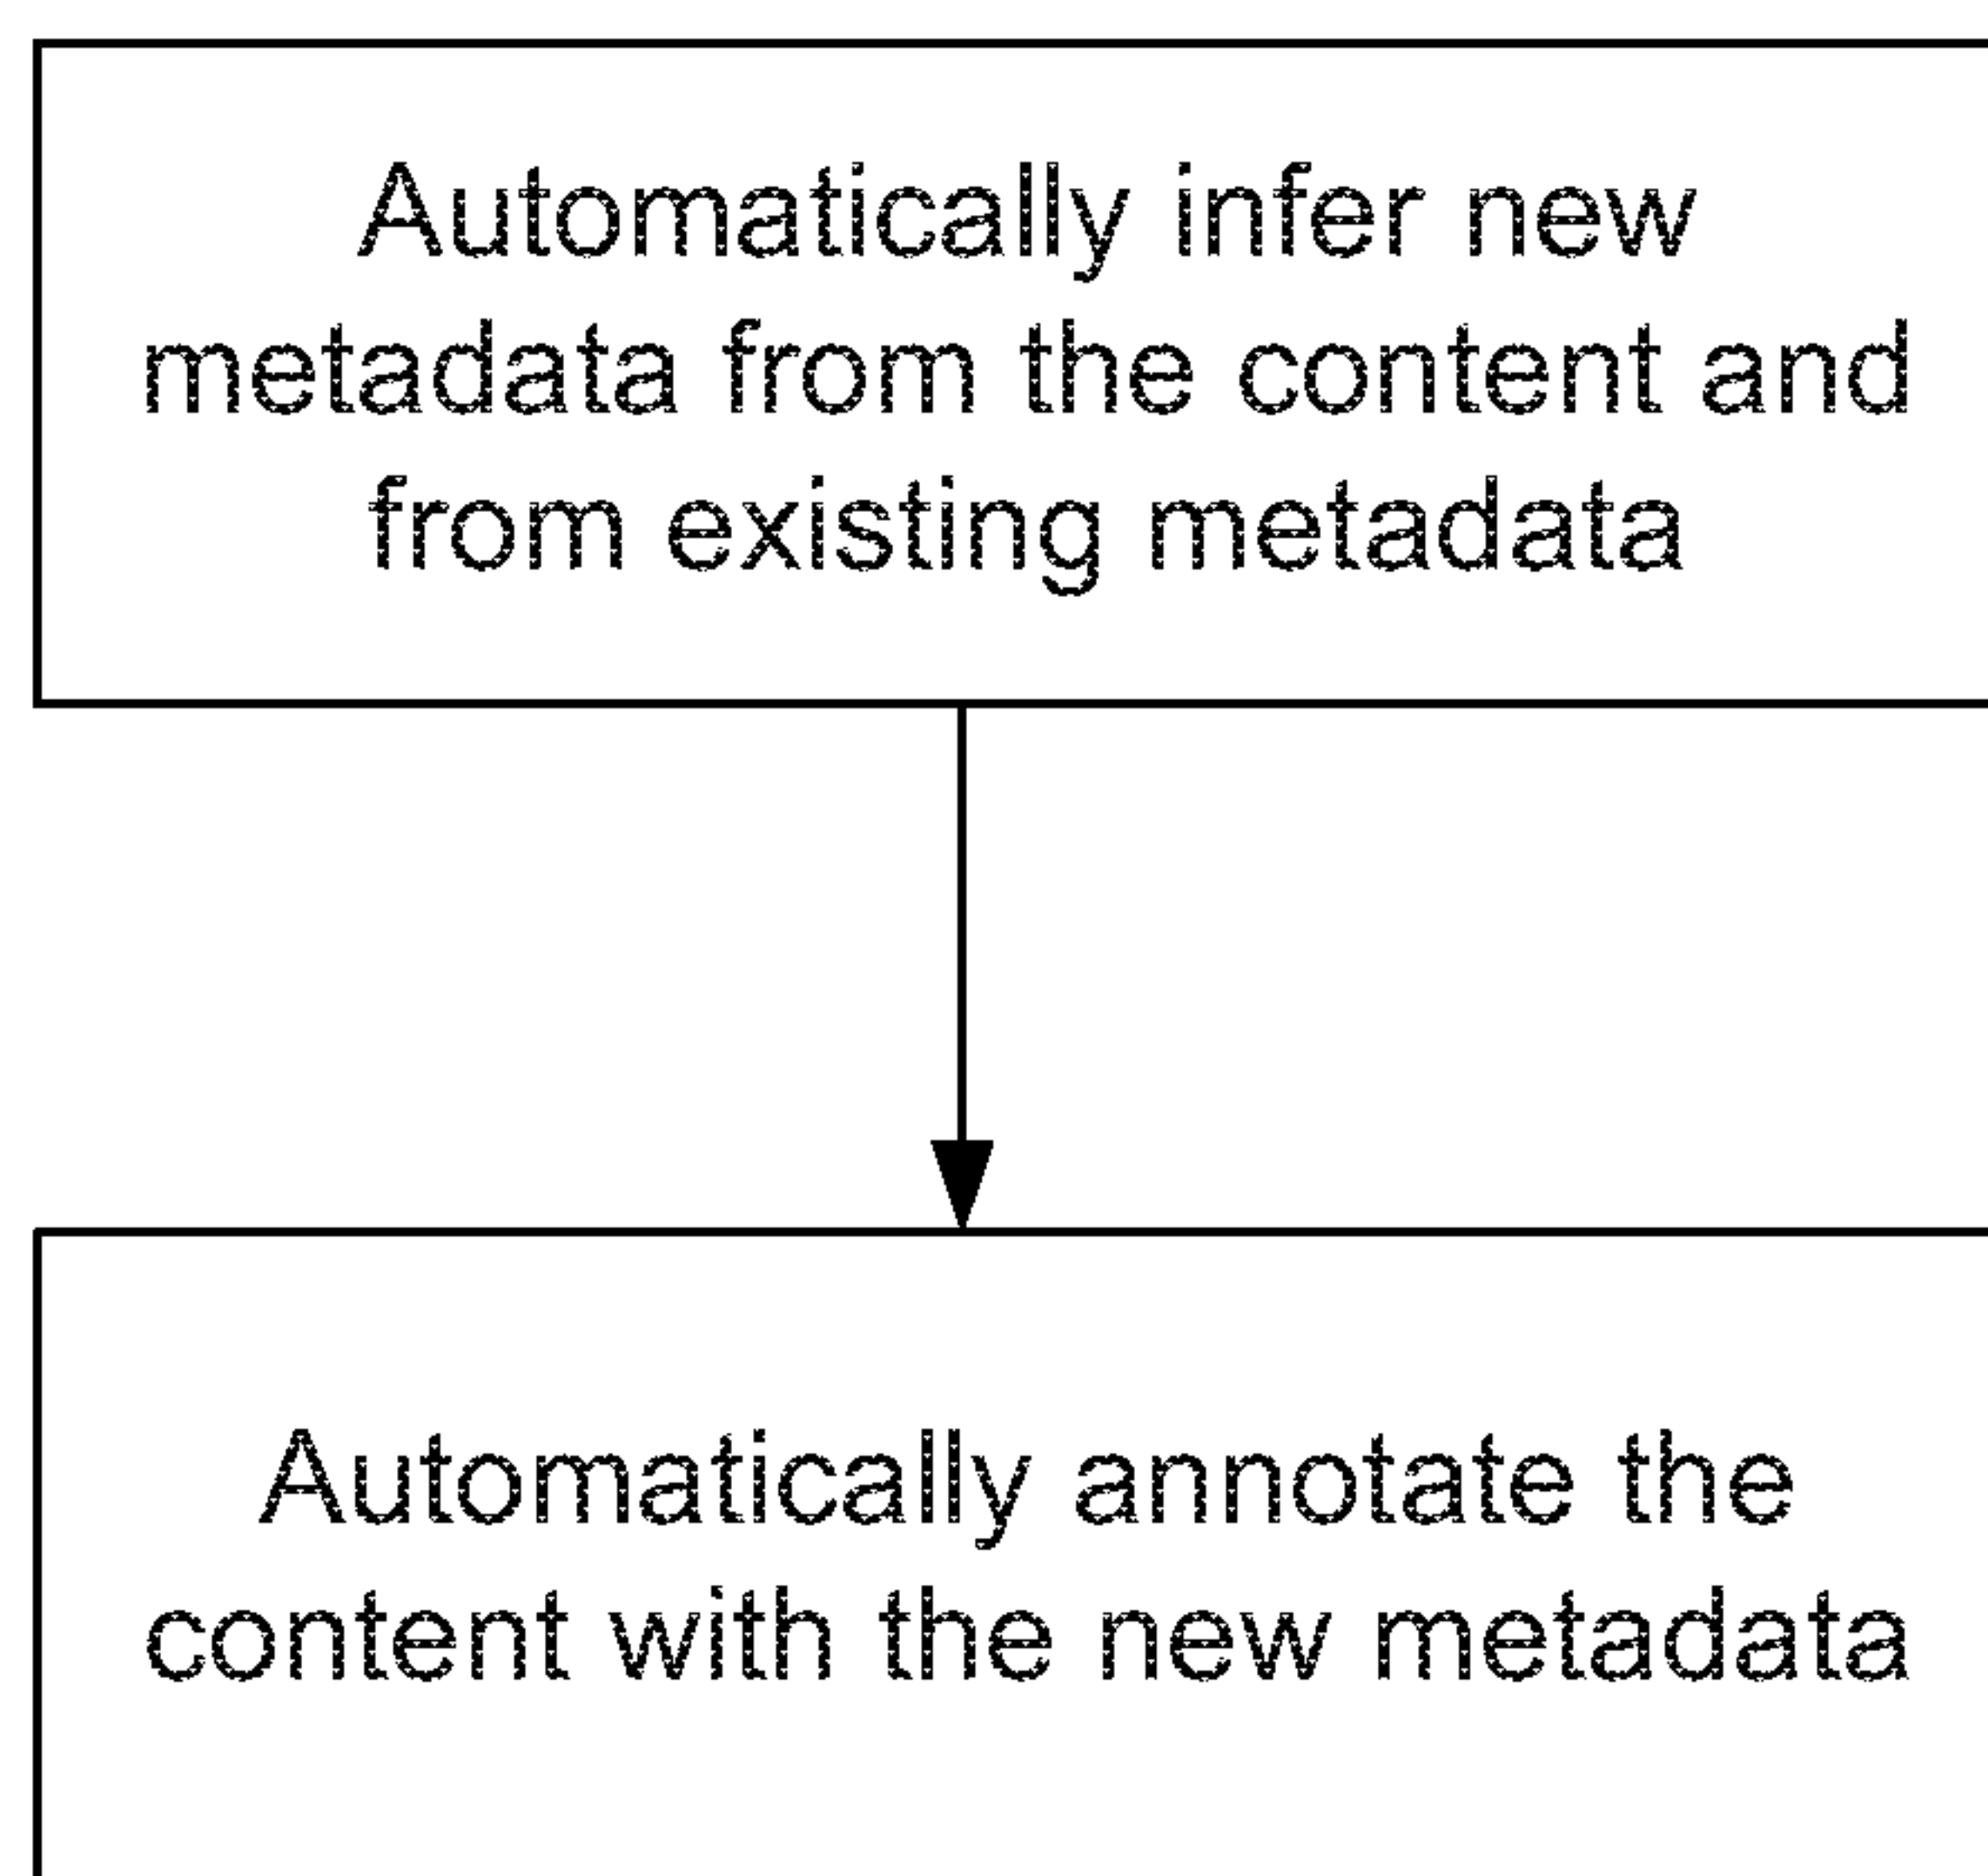 Automatically infer new
metadata from the content and
from existing metadata
Automatically annotate the
content with the new metadata